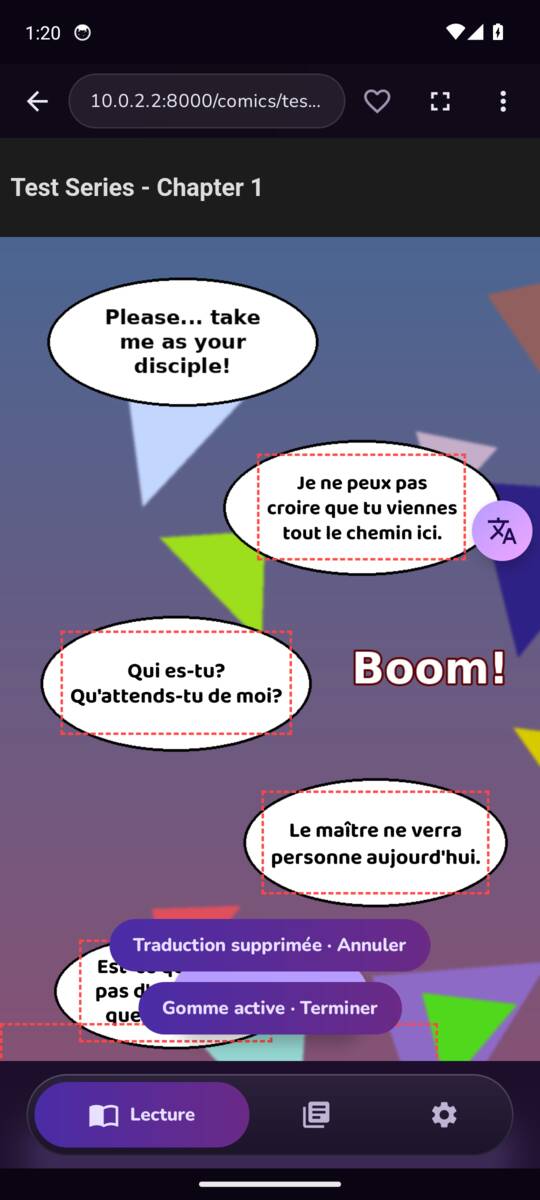 1:20
10.0.2.2:8000/comics/tes...
Test Series - Chapter 1
Please... take
me as your
disciple!
Je ne peux pas
croire que tu viennes
tout le chemin ici.
Qui es-tu?
Qu'attends-tu de moi?
Boom!
Le maître ne verra
personne aujourd'hui.
Traduction supprimée · Annuler
pas
que
Gomme active · Terminer
Lecture